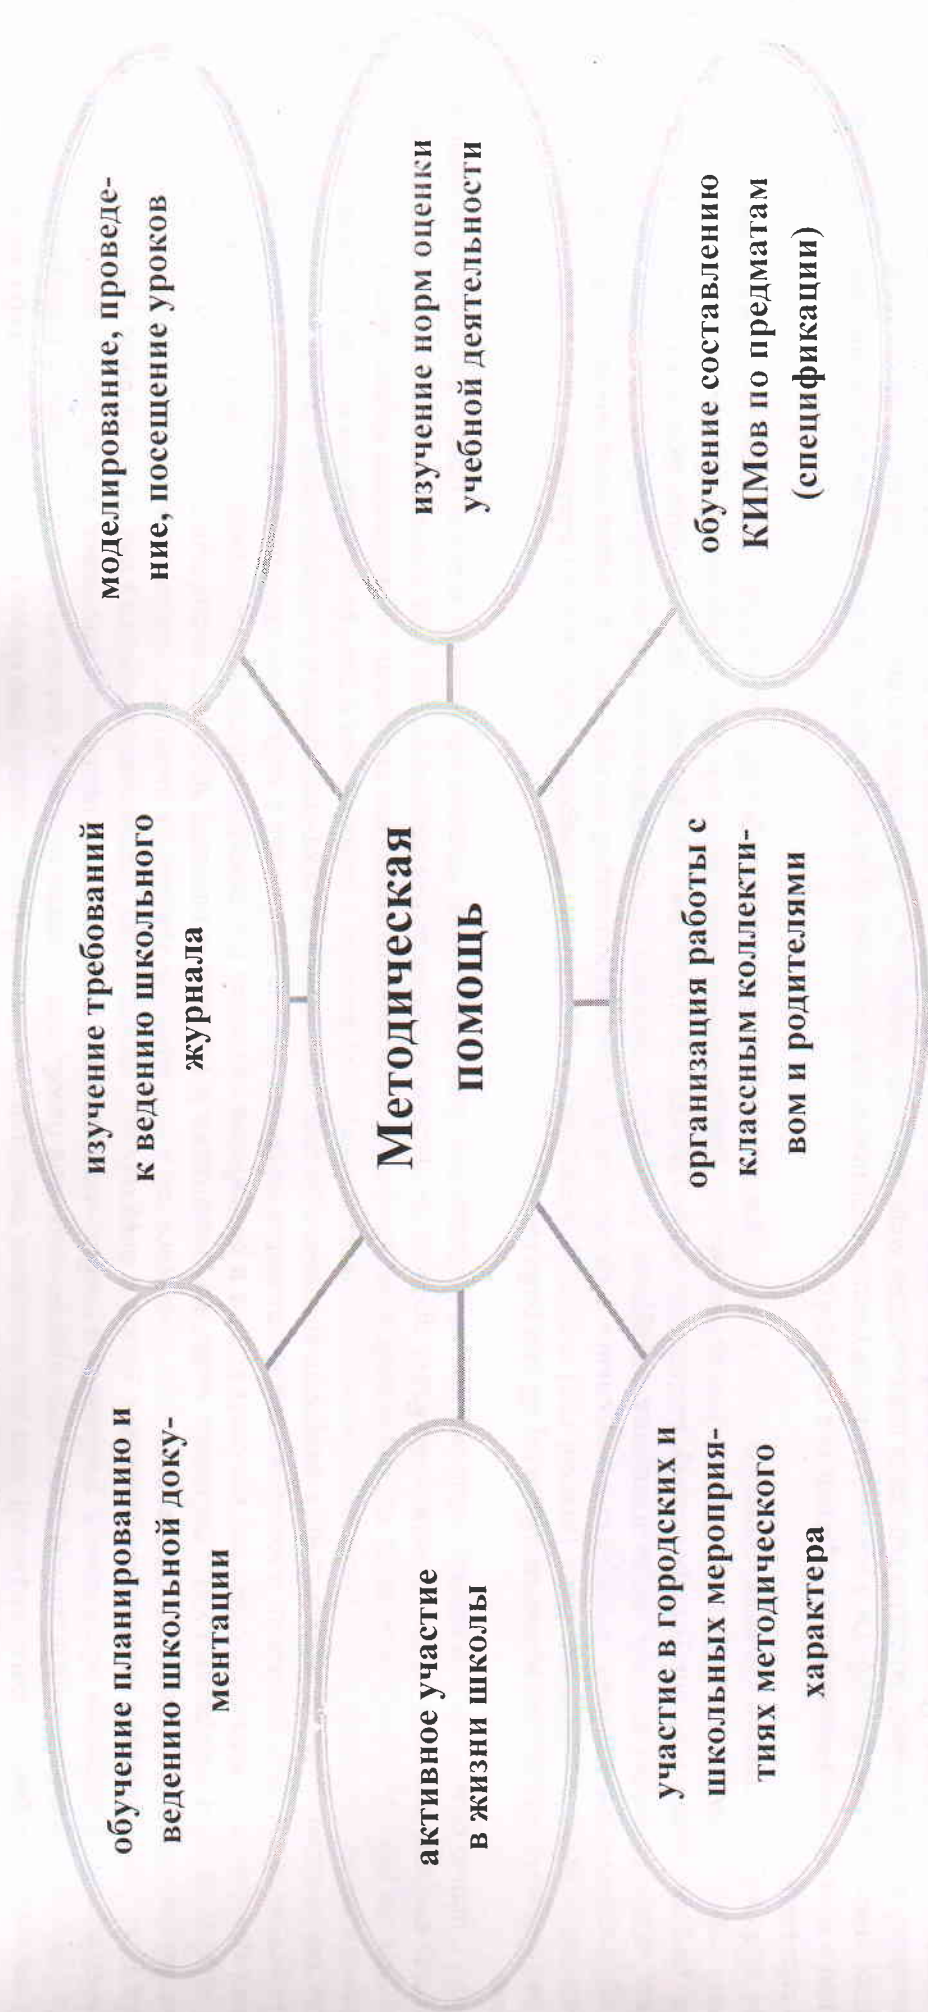 обучение планированию и
ведению школьной доку-
ментации
изучение требований
к ведению школьного
журнала
моделирование, проведе-
ние, посещение уроков
активное участие
в жизни школы
Методическая
помощь
изучение норм оценки
учебной деятельности
участие в городских и
школьных мероприя-
тиях методического
характера
организация работы с
классным коллекти-
вом и родителями
обучение составлению
КИМов по предматам
(спецификации)